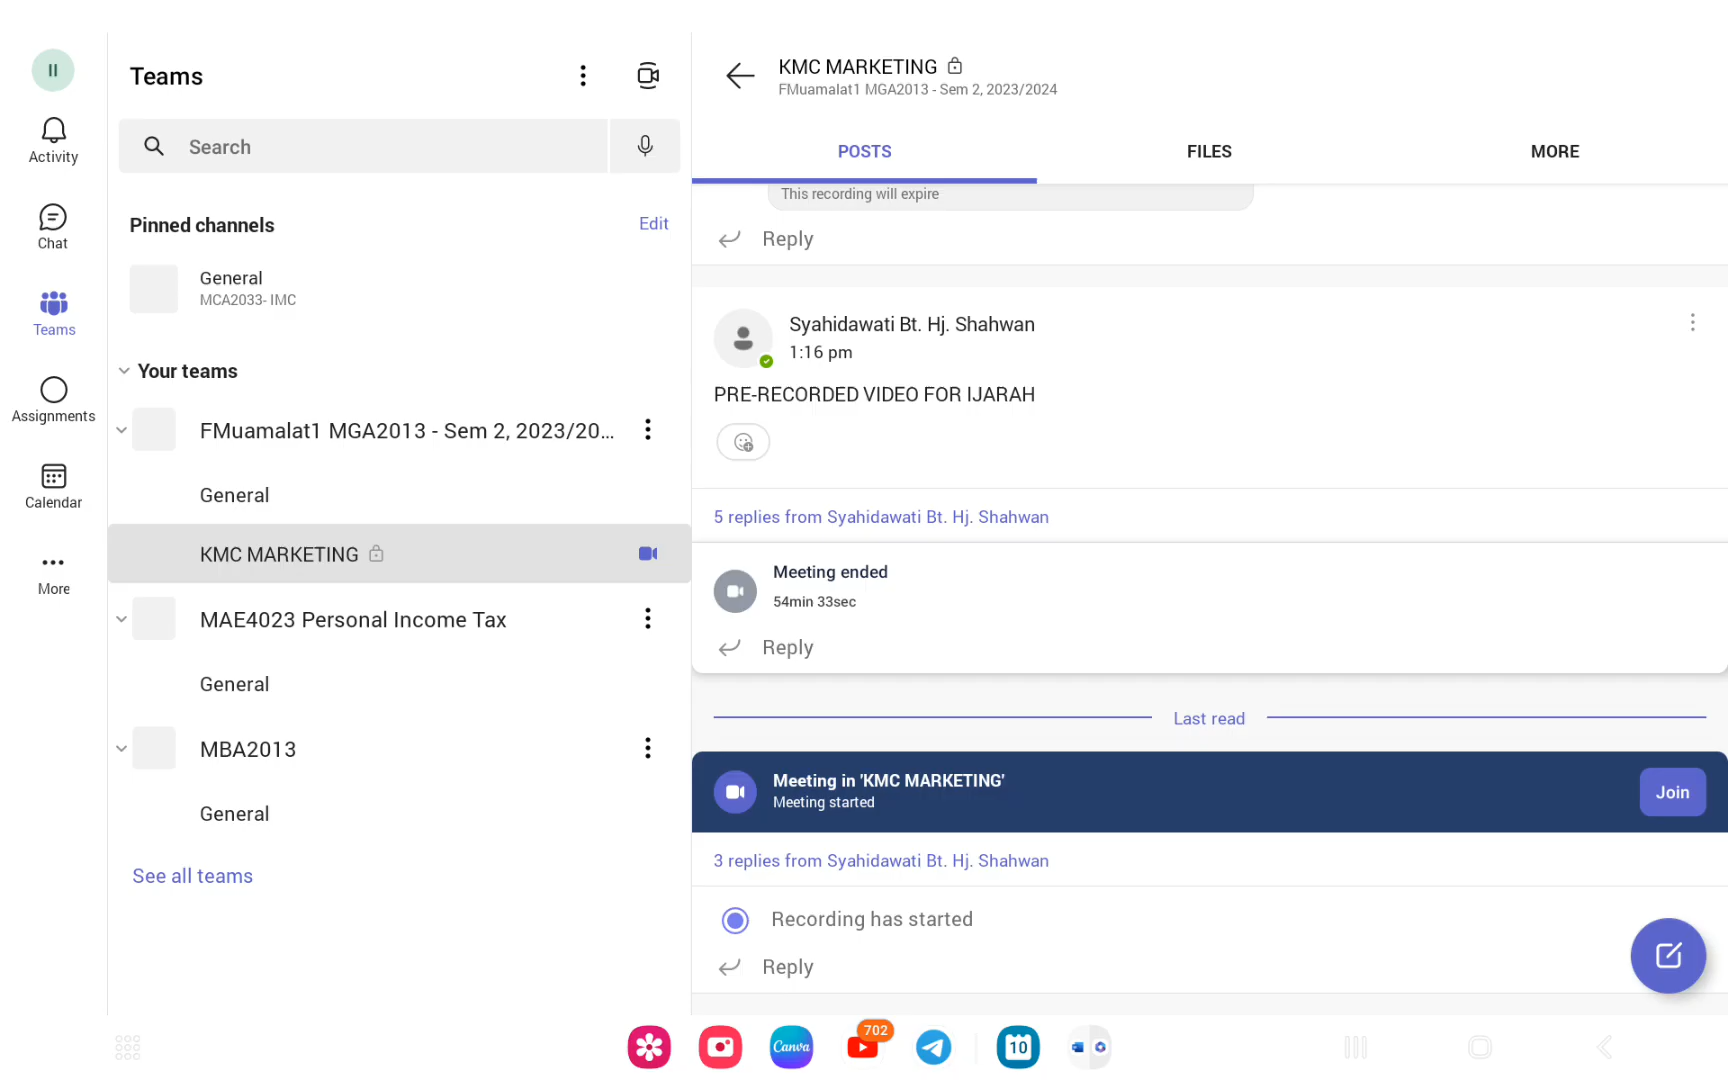 II
Activity
Chat
Teams
Assignments
Calendar
More
Teams
Search
Pinned channels
Edit
General
MCA2033- IMC
Your teams
FMuamalat1 MGA2013 - Sem 2, 2023/20...
General
KMC MARKETING
MAE4023 Personal Income Tax
General
MBA2013
General
See all teams
KMC MARKETING
FMuamalat1 MGA2013 - Sem 2, 2023/2024
POSTS
FILES
MORE
This recording will expire
Reply
Syahidawati Bt. Hj. Shahwan
1:16 pm
PRE-RECORDED VIDEO FOR IJARAH
5 replies from Syahidawati Bt. Hj. Shahwan
Meeting ended
54min 33sec
Reply
Last read
Meeting in 'KMC MARKETING'
Meeting started
Join
3 replies from Syahidawati Bt. Hj. Shahwan
Recording has started
Reply
Canva
702
10